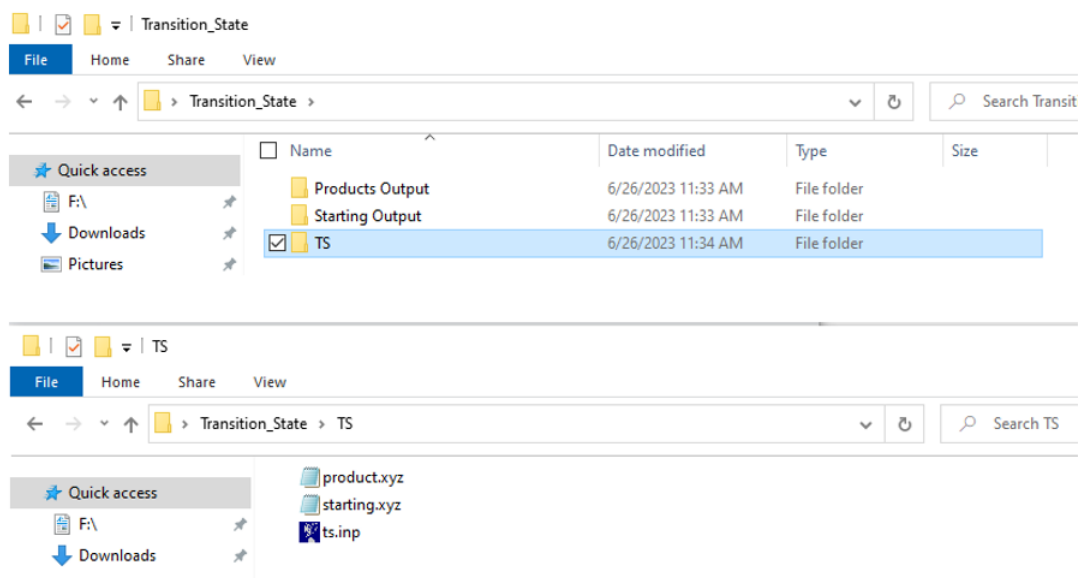 Transition_State
File Home Share View
Transition_State
Search Transit
Name Date modified Type Size
Quick access
Products Output 6/26/2023 11:33 AM File folder
F:\
Starting Output 6/26/2023 11:33 AM File folder
Downloads
TS 6/26/2023 11:34 AM File folder
Pictures
TS
File Home Share View
Transition_State TS
Search TS
Quick access
product.xyz
starting.xyz
F:\
ts.inp
Downloads